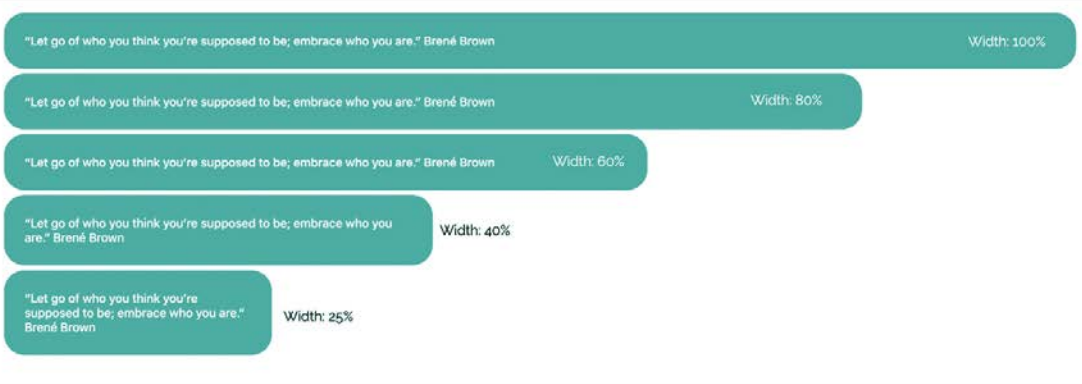 “Let go of who you think you're supposed to be; embrace who you are.” Brené Brown Width: 100%
“Let go of who you think you're supposed to be; embrace who you are.” Brené Brown Width: 80%
“Let go of who you think you're supposed to be; embrace who you are.” Brené Brown Width: 60%
“Let go of who you think you're supposed to be; embrace who you
are.” Brené Brown
Width: 40%
“Let go of who you think you're
supposed to be; embrace who you are.”
Brené Brown
Width: 25%